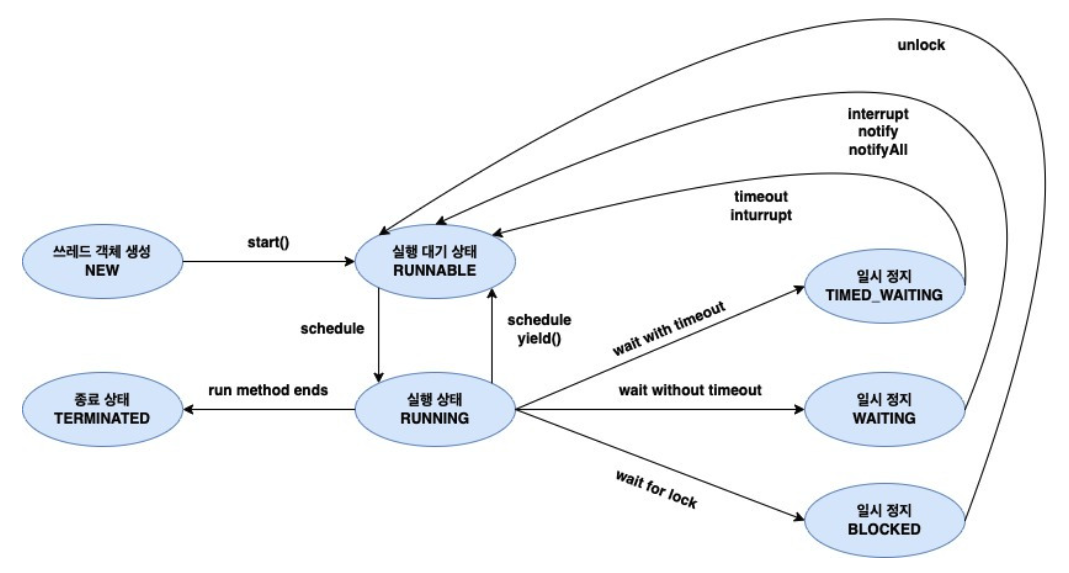 unlock
interrupt
notify
notifyAll
timeout
inturrupt
쓰레드 객체 생성
NEW
start()
실행 대기 상태
RUNNABLE
일시 정지
TIMED_WAITING
schedule
schedule
yield()
wait with timeout
종료 상태
TERMINATED
run method ends
실행 상태
RUNNING
wait without timeout
일시 정지
WAITING
wait for lock
일시 정지
BLOCKED